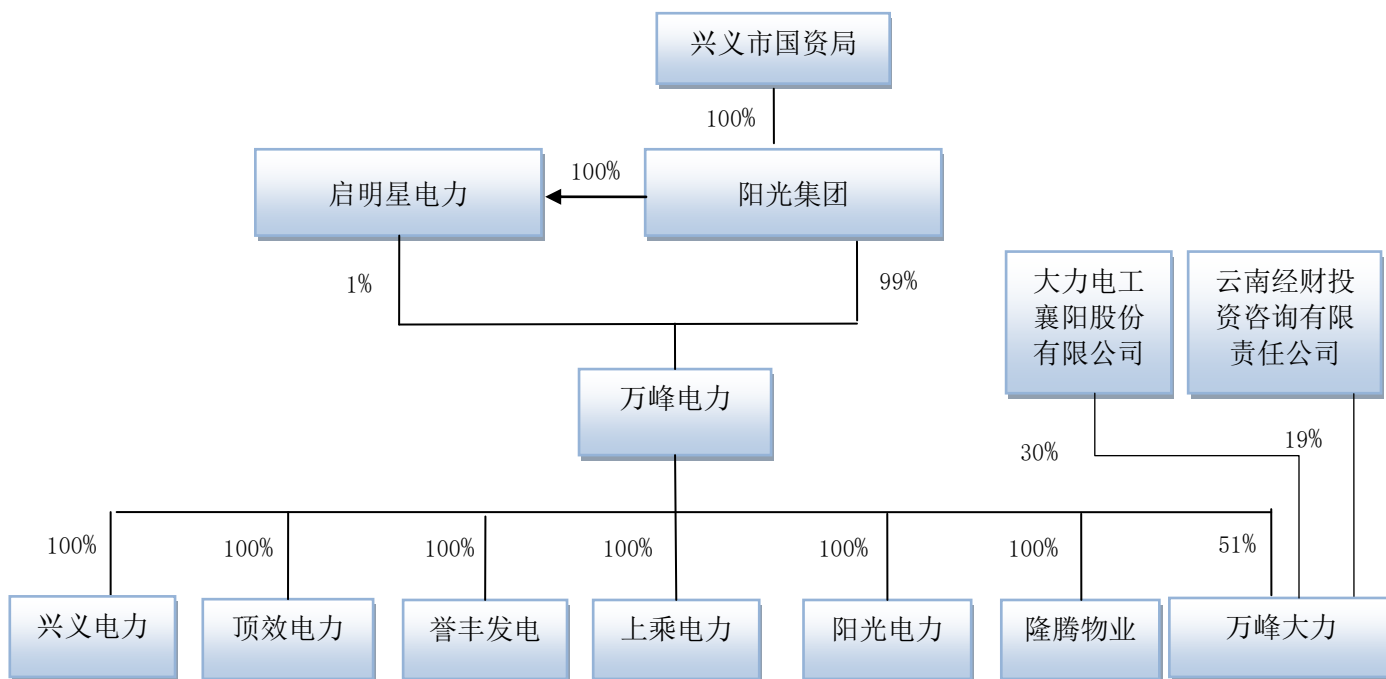 兴义市国资局
100%
启明星电力
100%
阳光集团
1%
99%
大力电工
襄阳股份
有限公司
云南经财投
资咨询有限
责任公司
万峰电力
30%
19%
100%
100%
100%
100%
100%
100%
51%
兴义电力
顶效电力
誉丰发电
上乘电力
阳光电力
隆腾物业
万峰大力